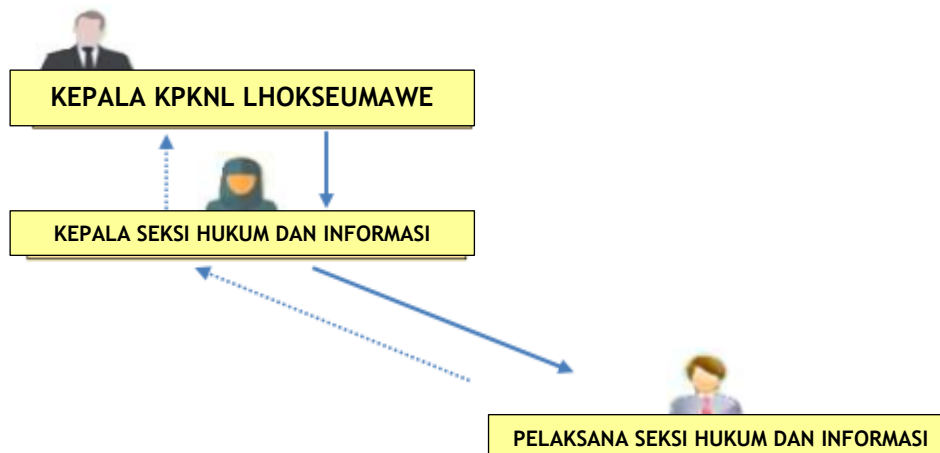 KEPALA KPKNL LHOKSEUMAWE
KEPALA SEKSI HUKUM DAN INFORMASI
PELAKSANA SEKSI HUKUM DAN INFORMASI